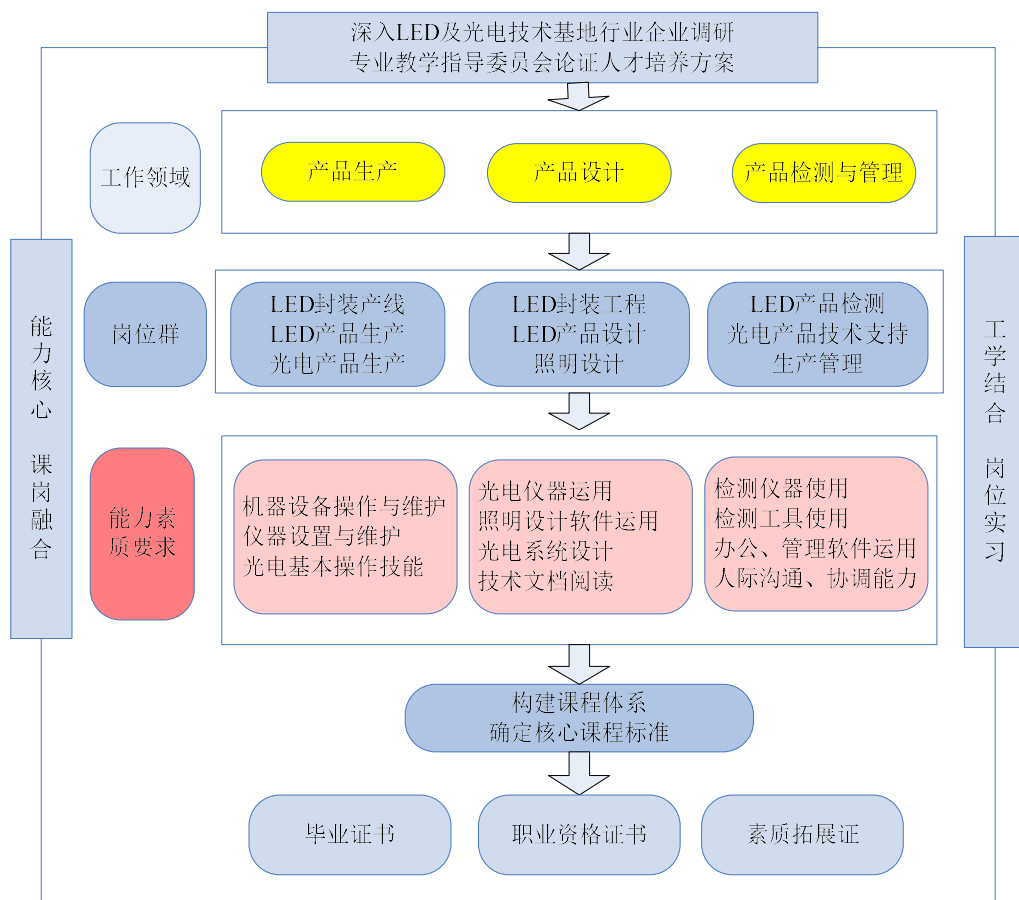 深入LED及光电技术基地行业企业调研
专业教学指导委员会论证人才培养方案
工作领域
产品生产
产品设计
产品检测与管理
能力核心 课岗融合
工学结合 岗位实习
岗位群
LED封装产线
LED产品生产
光电产品生产
LED封装工程
LED产品设计
照明设计
LED产品检测
光电产品技术支持
生产管理
能力素
质要求
机器设备操作与维护
仪器设置与维护
光电基本操作技能
光电仪器运用
照明设计软件运用
光电系统设计
技术文档阅读
检测仪器使用
检测工具使用
办公、管理软件运用
人际沟通、协调能力
构建课程体系
确定核心课程标准
毕业证书
职业资格证书
素质拓展证